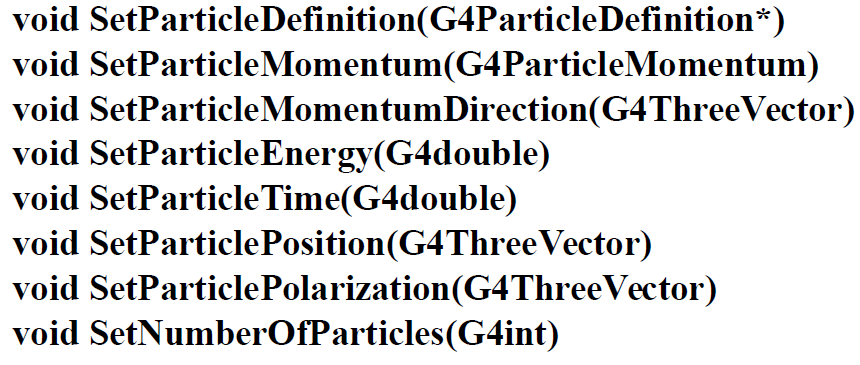 void SetParticleDefinition(G4ParticleDefinition*)
void SetParticleMomentum(G4ParticleMomentum)
void SetParticleMomentumDirection(G4ThreeVector)
void SetParticleEnergy(G4double)
void SetParticleTime(G4double)
void SetParticlePosition(G4ThreeVector)
void SetParticlePolarization(G4ThreeVector)
void SetNumberOfParticles(G4int)